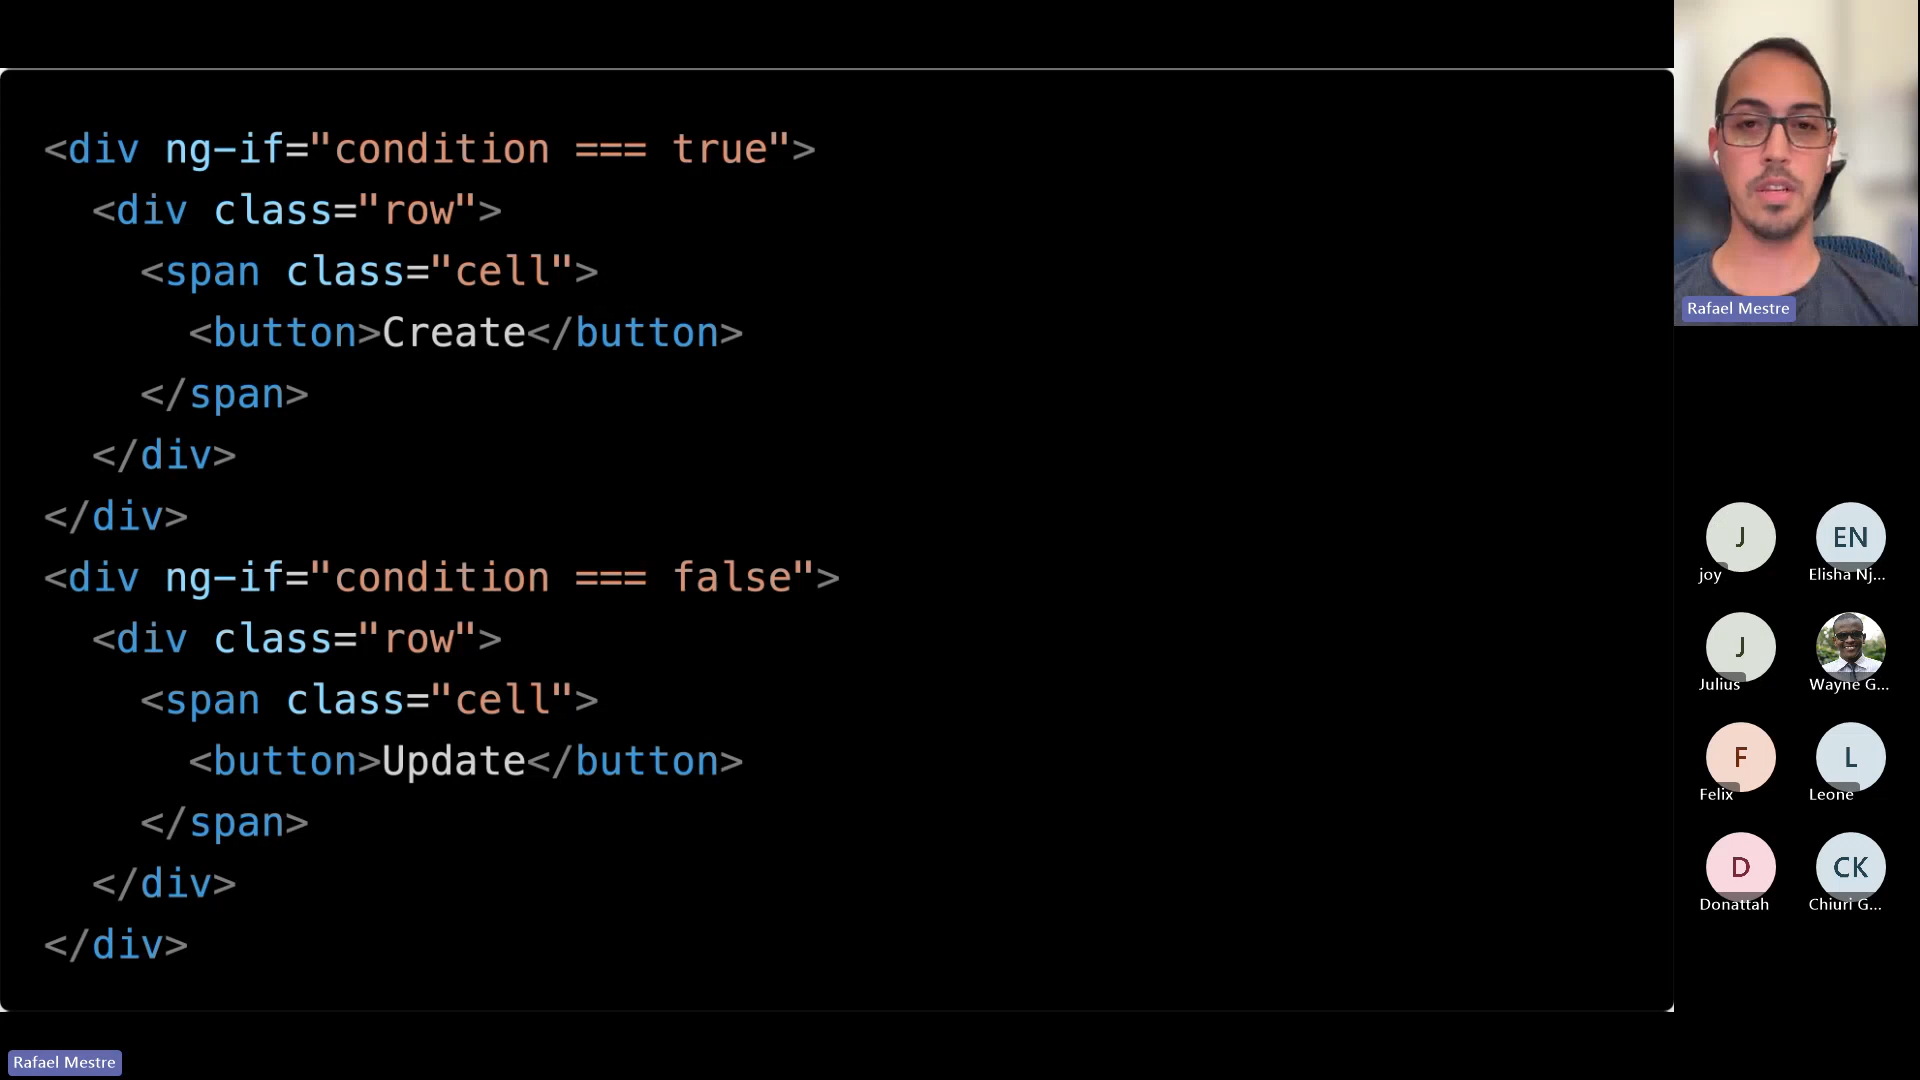 <div ng-if="condition === true">
<div class="row">
<span class="cell">
<button>Create</button>
</span>
</div>
</div>
<div ng-if="condition === false">
<div class="row">
<span class="cell">
<button>Update</button>
</span>
</div>
</div>
Rafael Mestre
J
EN
joy
Elisha Nj...
J
Julius
Wayne G...
F
L
Felix
Leone
D
CK
Donattah
Chiuri G...
Rafael Mestre